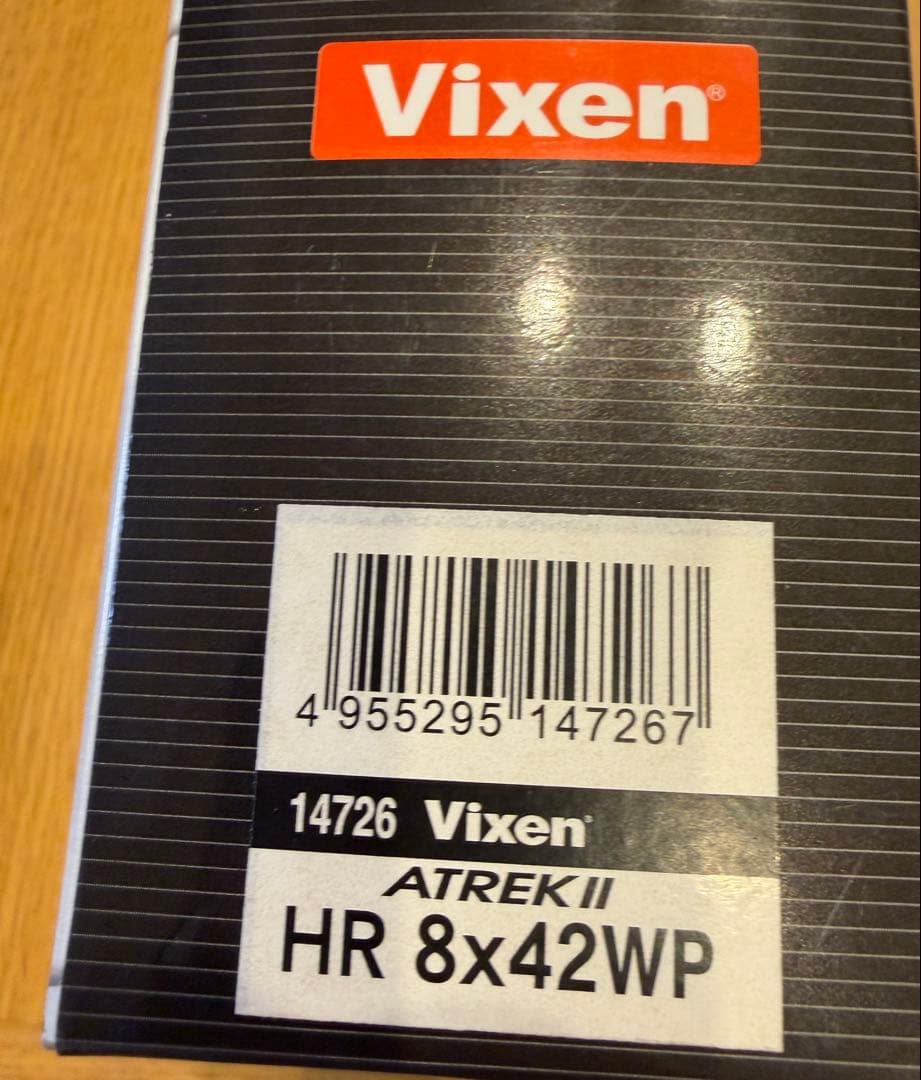 Vixen®
4 955295 147267
14726 Vixen®
ATREK II
HR 8x42WP